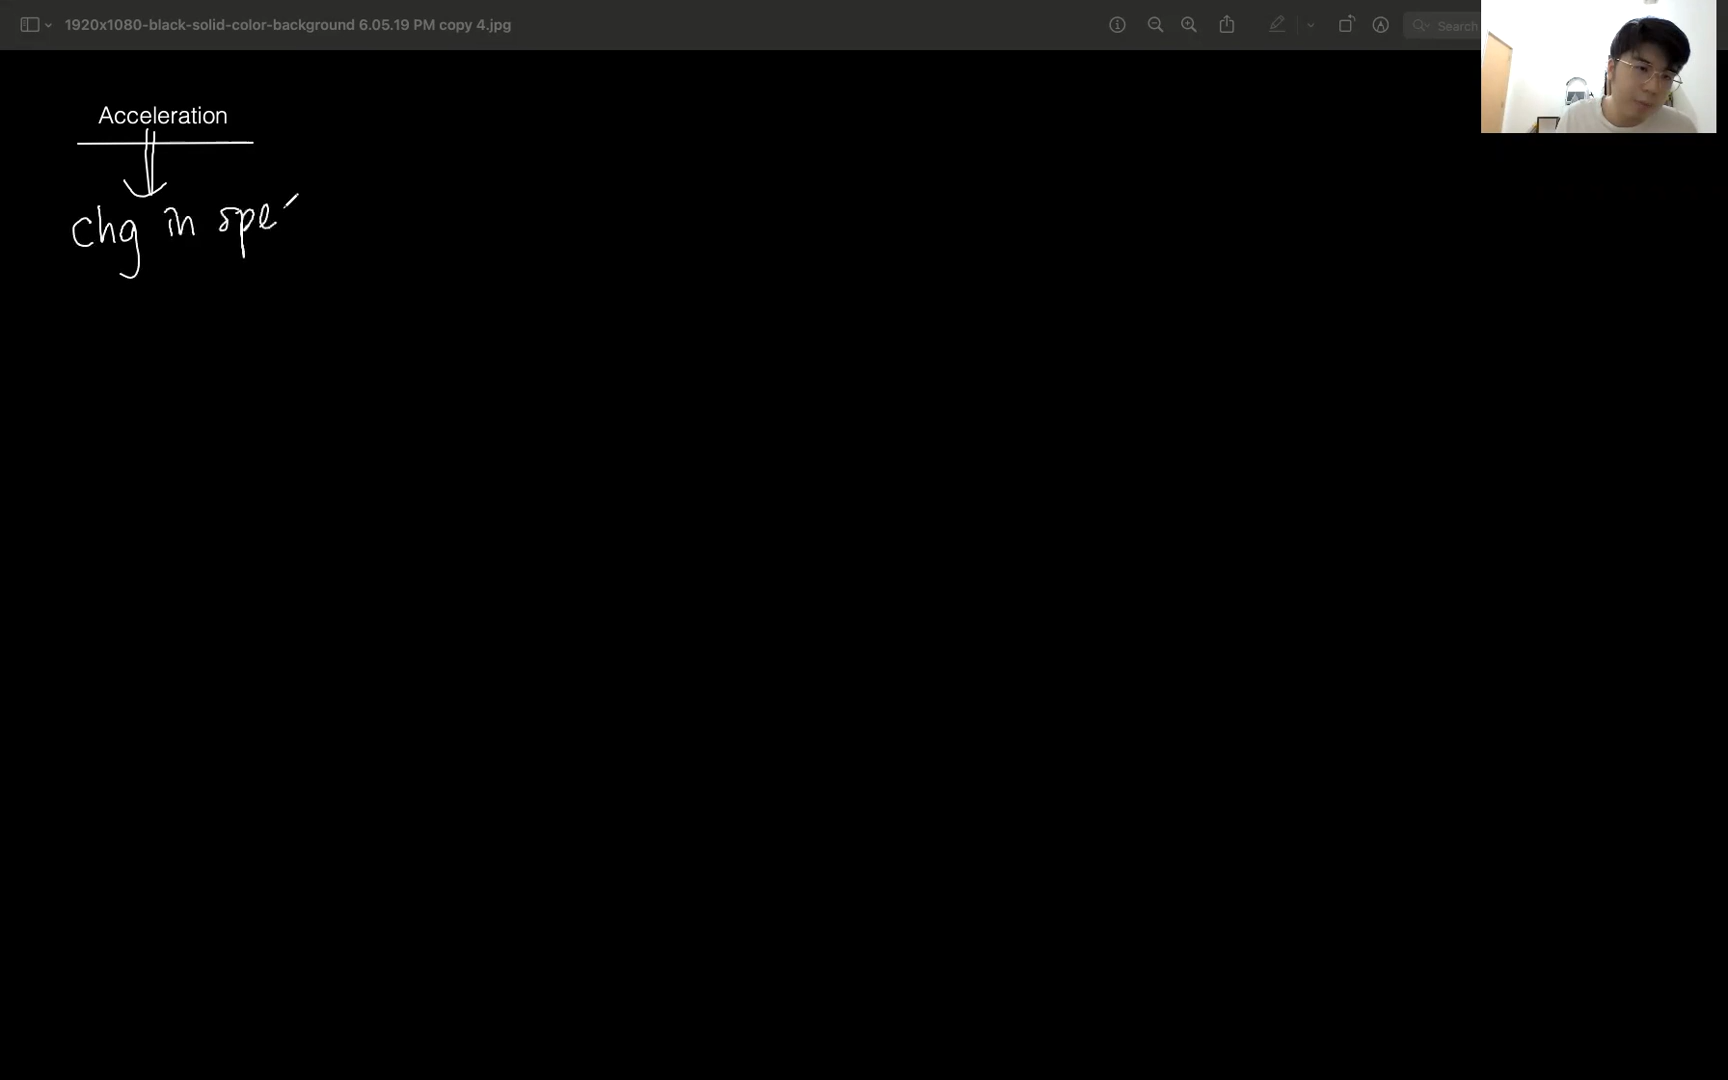 1920x1080-black-solid-color-background 6.05.19 PM copy 4.jpg
Search
Acceleration
Chg in spe